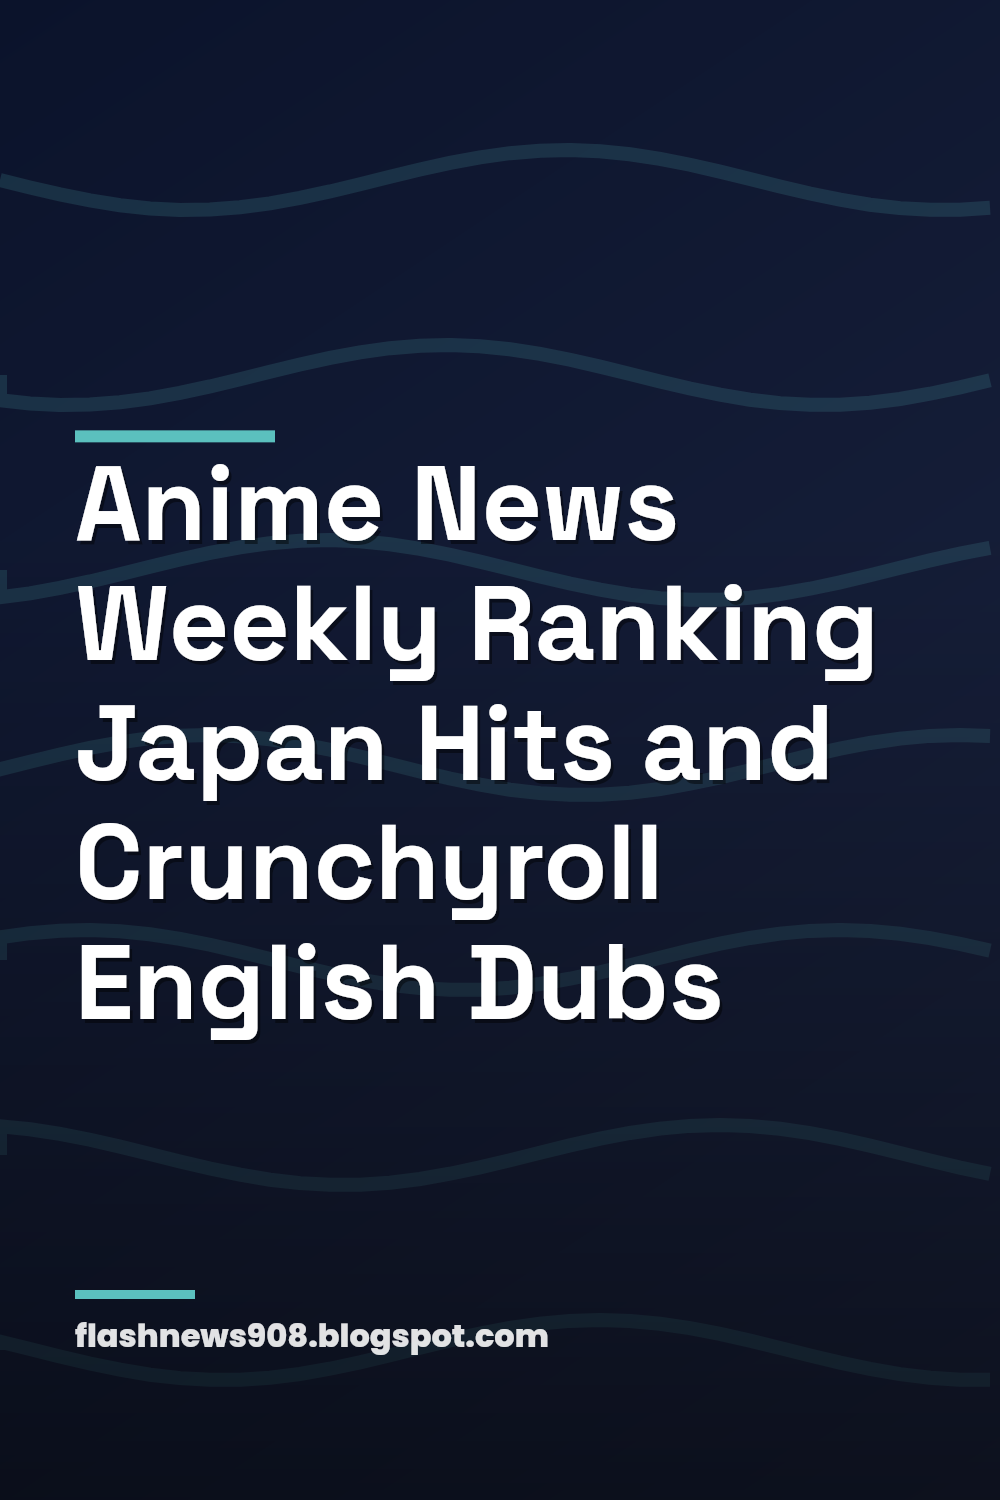 Anime News
Weekly Ranking
Japan Hits and
Crunchyroll
English Dubs
flashnews908.blogspot.com